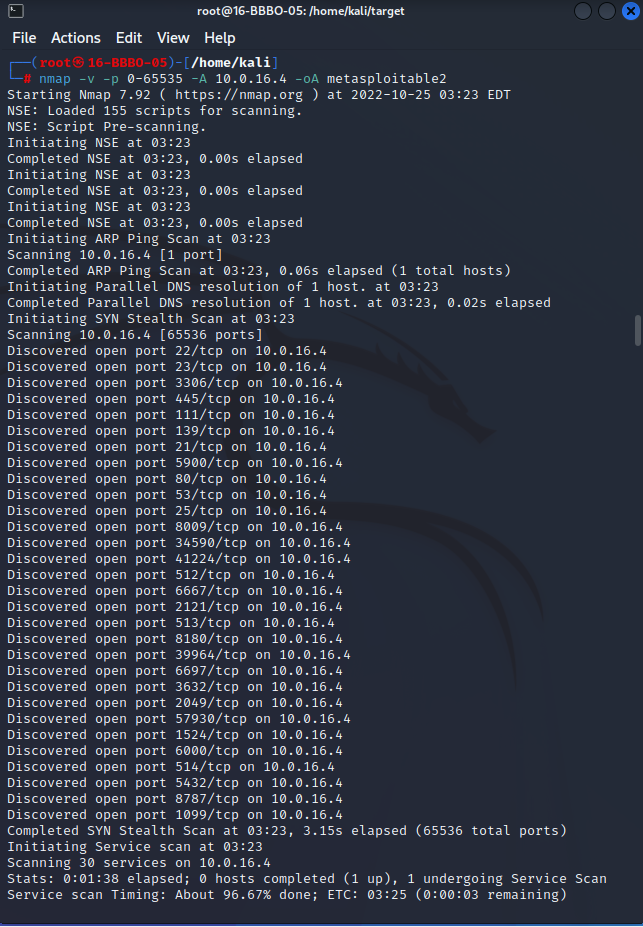 root@16-BBBO-05: /home/kali/target
File Actions Edit View Help
┌──(root㉿16-BBBO-05)-[/home/kali]
└─# nmap -v -p 0-65535 -A 10.0.16.4 -oA metasploitable2
Starting Nmap 7.92 ( https://nmap.org ) at 2022-10-25 03:23 EDT
NSE: Loaded 155 scripts for scanning.
NSE: Script Pre-scanning.
Initiating NSE at 03:23
Completed NSE at 03:23, 0.00s elapsed
Initiating NSE at 03:23
Completed NSE at 03:23, 0.00s elapsed
Initiating NSE at 03:23
Completed NSE at 03:23, 0.00s elapsed
Initiating ARP Ping Scan at 03:23
Scanning 10.0.16.4 [1 port]
Completed ARP Ping Scan at 03:23, 0.06s elapsed (1 total hosts)
Initiating Parallel DNS resolution of 1 host. at 03:23
Completed Parallel DNS resolution of 1 host. at 03:23, 0.02s elapsed
Initiating SYN Stealth Scan at 03:23
Scanning 10.0.16.4 [65536 ports]
Discovered open port 22/tcp on 10.0.16.4
Discovered open port 23/tcp on 10.0.16.4
Discovered open port 3306/tcp on 10.0.16.4
Discovered open port 445/tcp on 10.0.16.4
Discovered open port 111/tcp on 10.0.16.4
Discovered open port 139/tcp on 10.0.16.4
Discovered open port 21/tcp on 10.0.16.4
Discovered open port 5900/tcp on 10.0.16.4
Discovered open port 80/tcp on 10.0.16.4
Discovered open port 53/tcp on 10.0.16.4
Discovered open port 25/tcp on 10.0.16.4
Discovered open port 8009/tcp on 10.0.16.4
Discovered open port 34590/tcp on 10.0.16.4
Discovered open port 41224/tcp on 10.0.16.4
Discovered open port 512/tcp on 10.0.16.4
Discovered open port 6667/tcp on 10.0.16.4
Discovered open port 2121/tcp on 10.0.16.4
Discovered open port 513/tcp on 10.0.16.4
Discovered open port 8180/tcp on 10.0.16.4
Discovered open port 39964/tcp on 10.0.16.4
Discovered open port 6697/tcp on 10.0.16.4
Discovered open port 3632/tcp on 10.0.16.4
Discovered open port 2049/tcp on 10.0.16.4
Discovered open port 57930/tcp on 10.0.16.4
Discovered open port 1524/tcp on 10.0.16.4
Discovered open port 6000/tcp on 10.0.16.4
Discovered open port 514/tcp on 10.0.16.4
Discovered open port 5432/tcp on 10.0.16.4
Discovered open port 8787/tcp on 10.0.16.4
Discovered open port 1099/tcp on 10.0.16.4
Completed SYN Stealth Scan at 03:23, 3.15s elapsed (65536 total ports)
Initiating Service scan at 03:23
Scanning 30 services on 10.0.16.4
Stats: 0:01:38 elapsed; 0 hosts completed (1 up), 1 undergoing Service Scan
Service scan Timing: About 96.67% done; ETC: 03:25 (0:00:03 remaining)